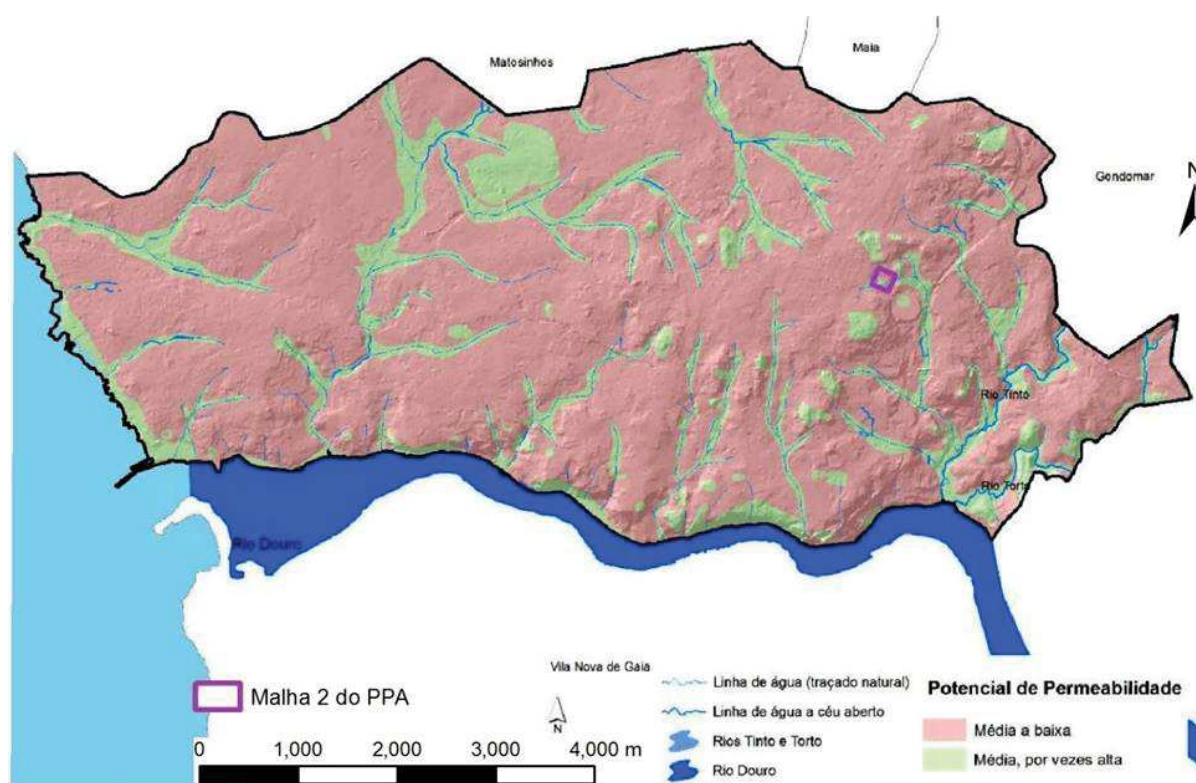 Matosinhos
Maia
Gondomar
N
Rio Tinto
Rio Torto
Rio Douro
Vila Nova de Gaia
Malha 2 do PPA
N
0 1,000 2,000 3,000 4,000 m
Linha de água (traçado natural)
Linha de água a céu aberto
Rios Tinto e Torto
Rio Douro
Potencial de Permeabilidade
Média a baixa
Média, por vezes alta